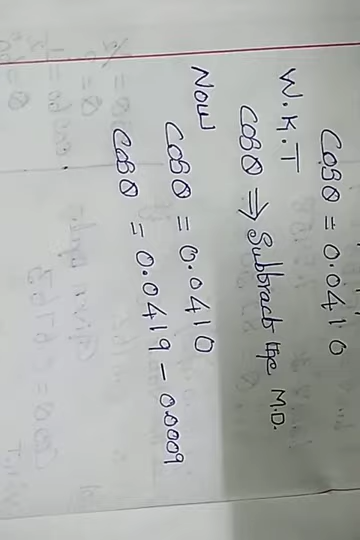 Cosθ = 0.0410
W.K.T
Cosθ ⇒ Subtract the M.D.
Now
Cosθ = 0.0410
Cosθ = 0.0419 - 0.0009